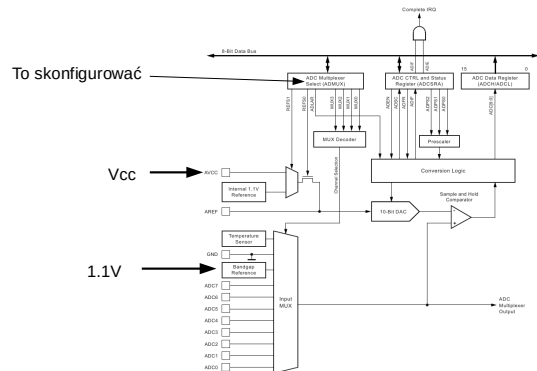 Complete IRQ
8-Bit Data Bus
ADIF
ADIE
15
0
To skonfigurować
ADC Multiplexer
Select (ADMUX)
ADC CTRL and Status
Register (ADCSRA)
ADC Data Register
(ADCH/ADCL)
REFS1
REFS0
ADLAR
MUX3
MUX2
MUX1
MUX0
ADEN
ADSC
ADFR
ADIF
ADPS2
ADPS1
ADPS0
ADC[9:0]
MUX Decoder
Prescaler
Channel Selection
Conversion Logic
Vcc
AVCC
Internal 1.1V
Reference
Sample and Hold
Comparator
AREF
10-Bit DAC
-
+
Temperature
Sensor
GND
Bandgap
Reference
1.1V
ADC7
ADC6
ADC5
ADC4
ADC3
ADC2
ADC1
ADC0
Input
MUX
ADC
Multiplexer
Output